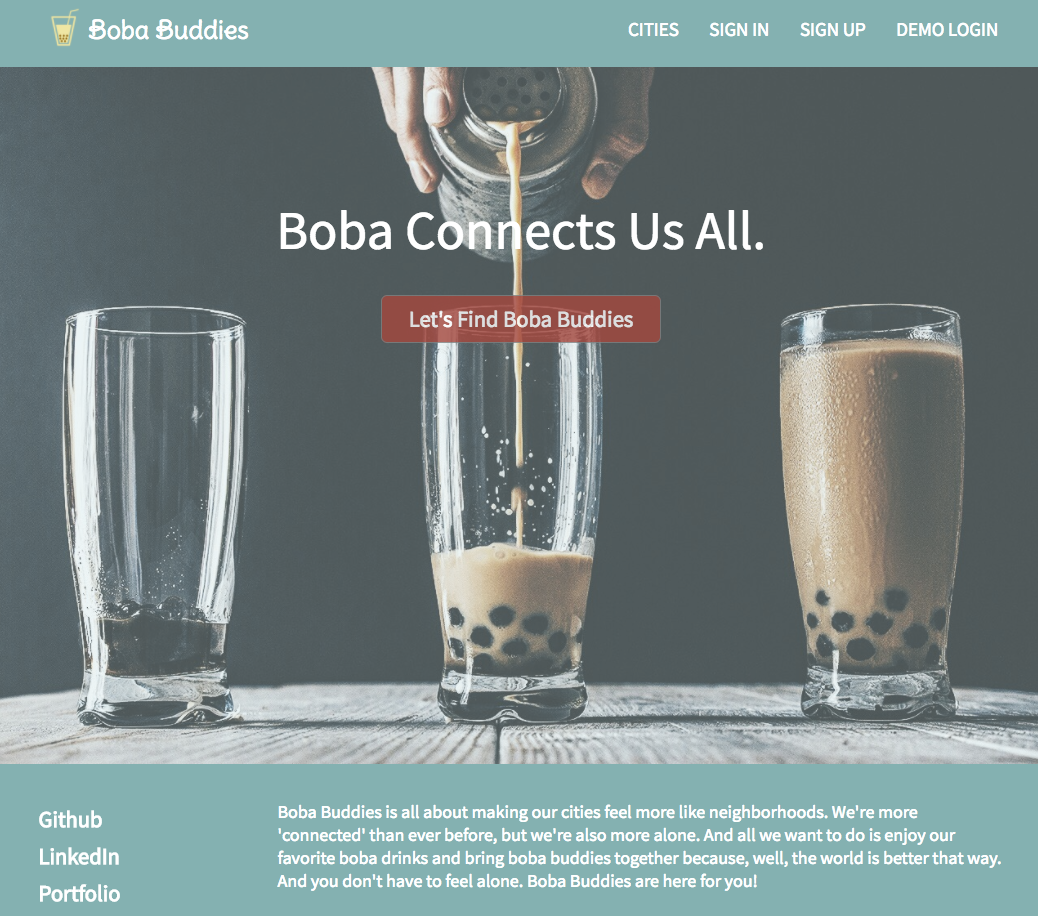 Boba Buddies
CITIES
SIGN IN
SIGN UP
DEMO LOGIN
Boba Connects Us All.
Let's Find Boba Buddies
Github
LinkedIn
Portfolio
Boba Buddies is all about making our cities feel more like neighborhoods. We're more
'connected' than ever before, but we're also more alone. And all we want to do is enjoy our
favorite boba drinks and bring boba buddies together because, well, the world is better that way.
And you don't have to feel alone. Boba Buddies are here for you!